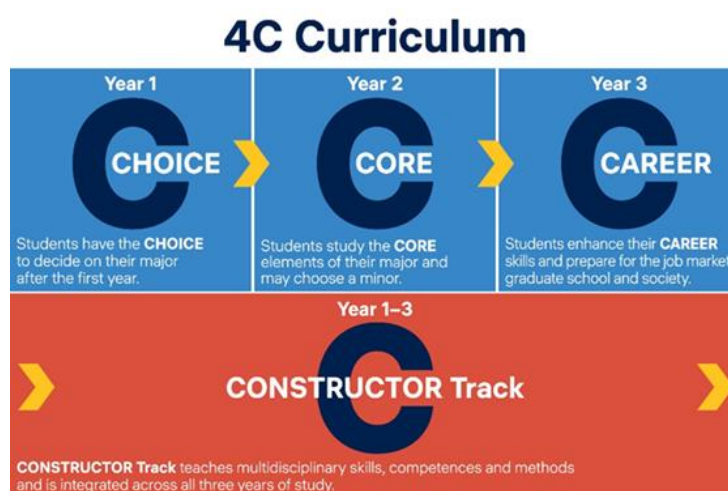 4C Curriculum
Year 1
C
CHOICE
Students have the CHOICE
to decide on their major
after the first year.
Year 2
C
CORE
Students study the CORE
elements of their major and
may choose a minor.
Year 3
C
CAREER
Students enhance their CAREER
skills and prepare for the job market,
graduate school and society.
Year 1–3
C
CONSTRUCTOR Track
CONSTRUCTOR Track teaches multidisciplinary skills, competences and methods
and is integrated across all three years of study.